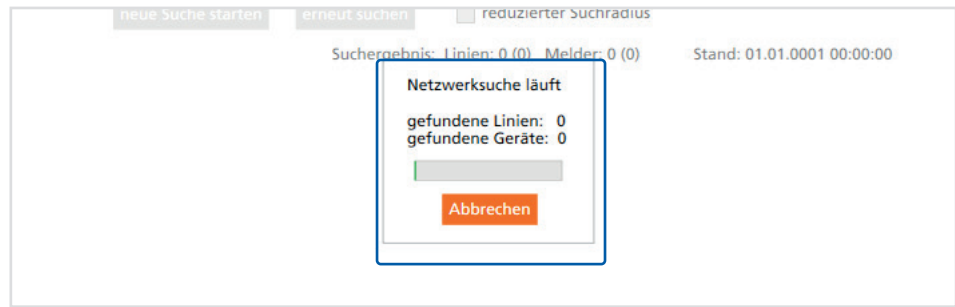 neue Suche starten erneut suchen reduzierter Suchradius
Suchergebnis: Linien: 0 (0) Melder: 0 (0) Stand: 01.01.0001 00:00:00
Netzwerksuche läuft
gefundene Linien: 0
gefundene Geräte: 0
Abbrechen